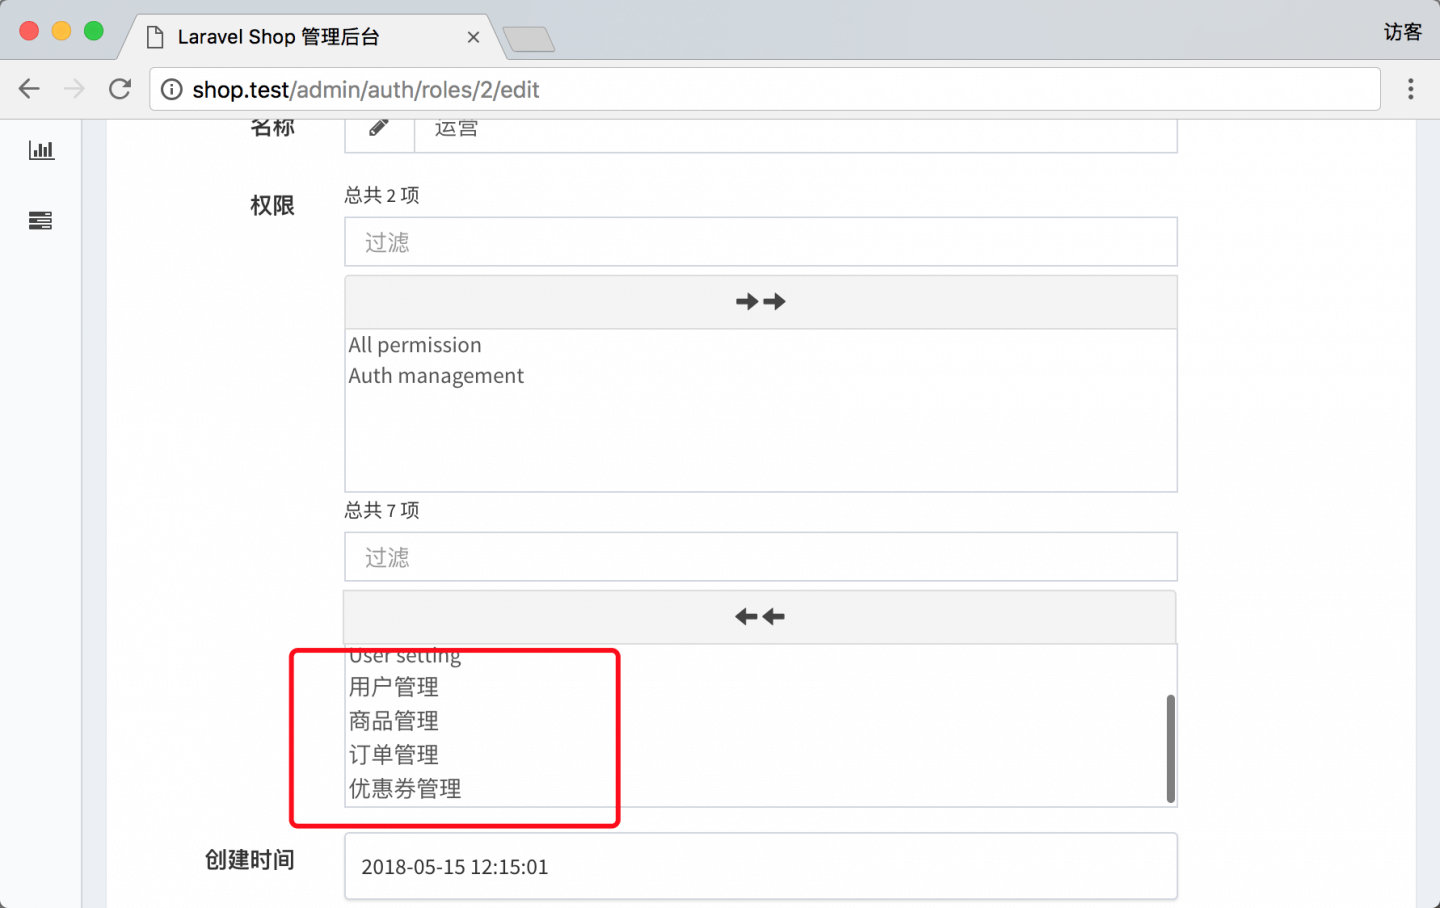 Laravel Shop 管理后台
访客
shop.test/admin/auth/roles/2/edit
名称
运营
权限
总共 2 项
过滤
All permission
Auth management
总共 7 项
过滤
User setting
用户管理
商品管理
订单管理
优惠券管理
创建时间
2018-05-15 12:15:01